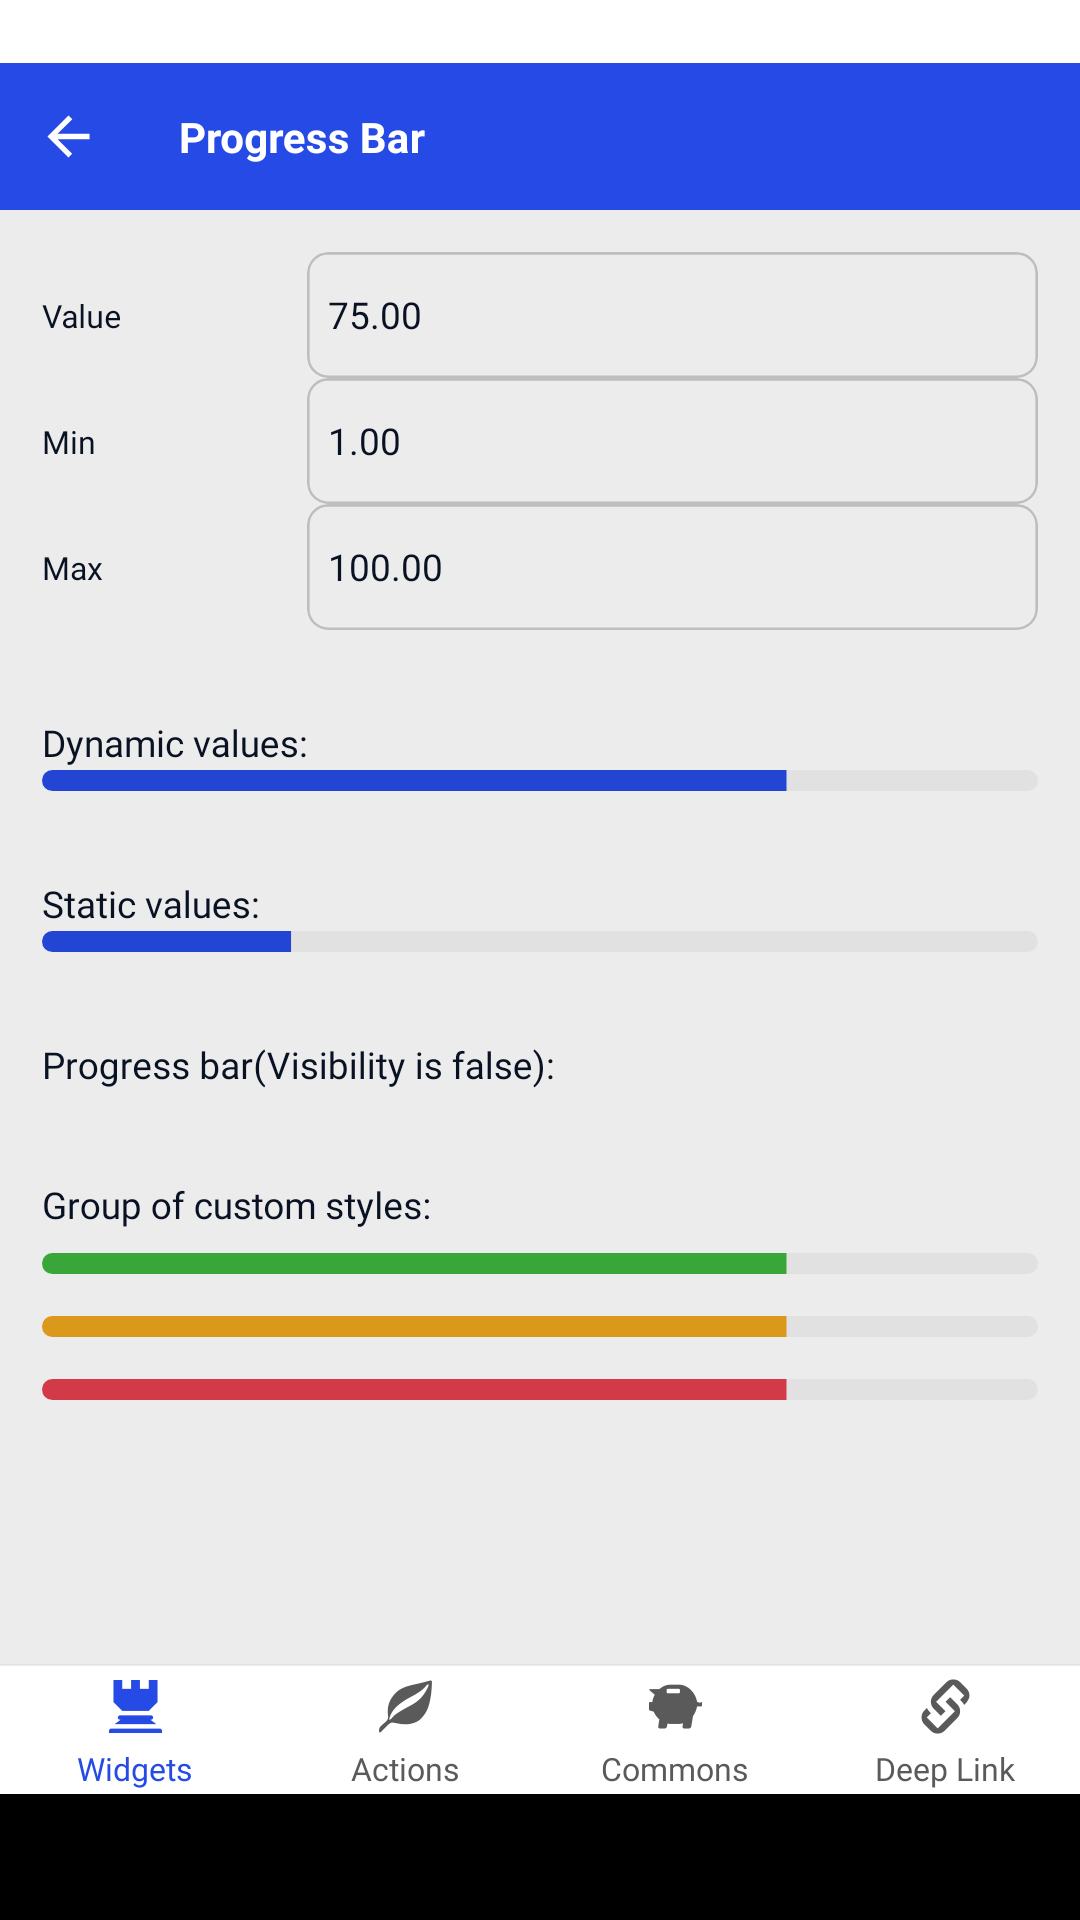 Progress Bar
Value
75.00
Min
1.00
Max
100.00
Dynamic values:
Static values:
Progress bar(Visibility is false):
Group of custom styles:
Widgets
Actions
Commons
Deep Link